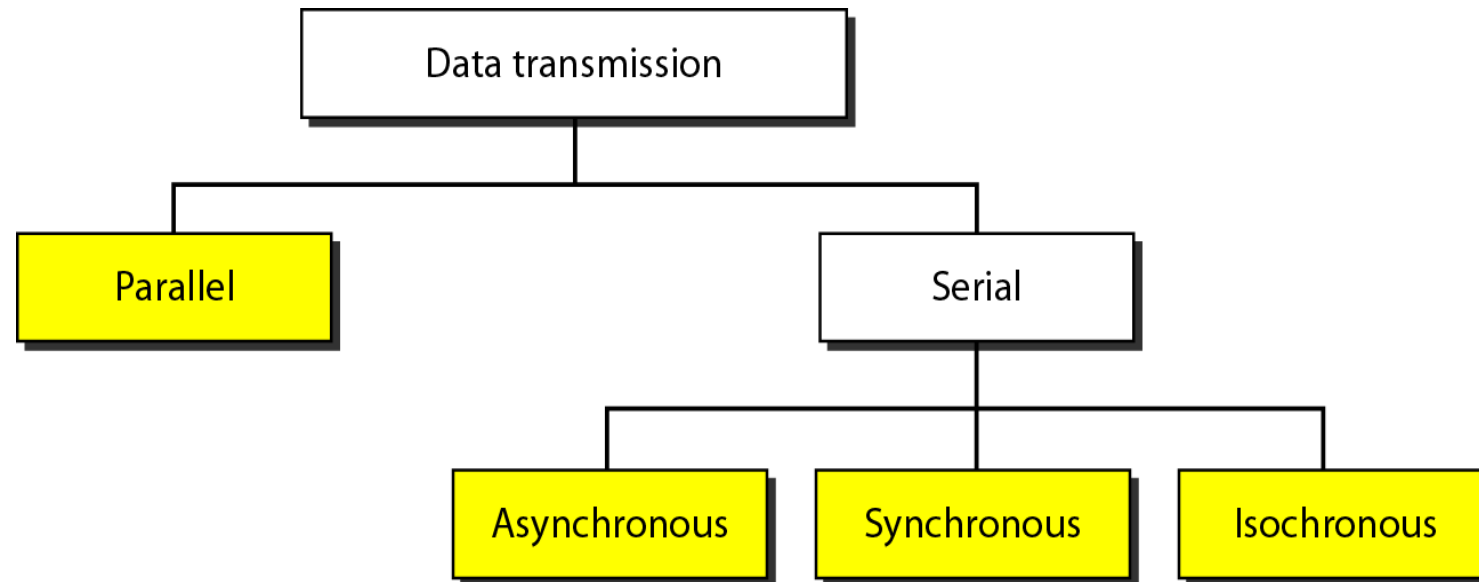 Data transmission
Parallel
Serial
Asynchronous
Synchronous
Isochronous